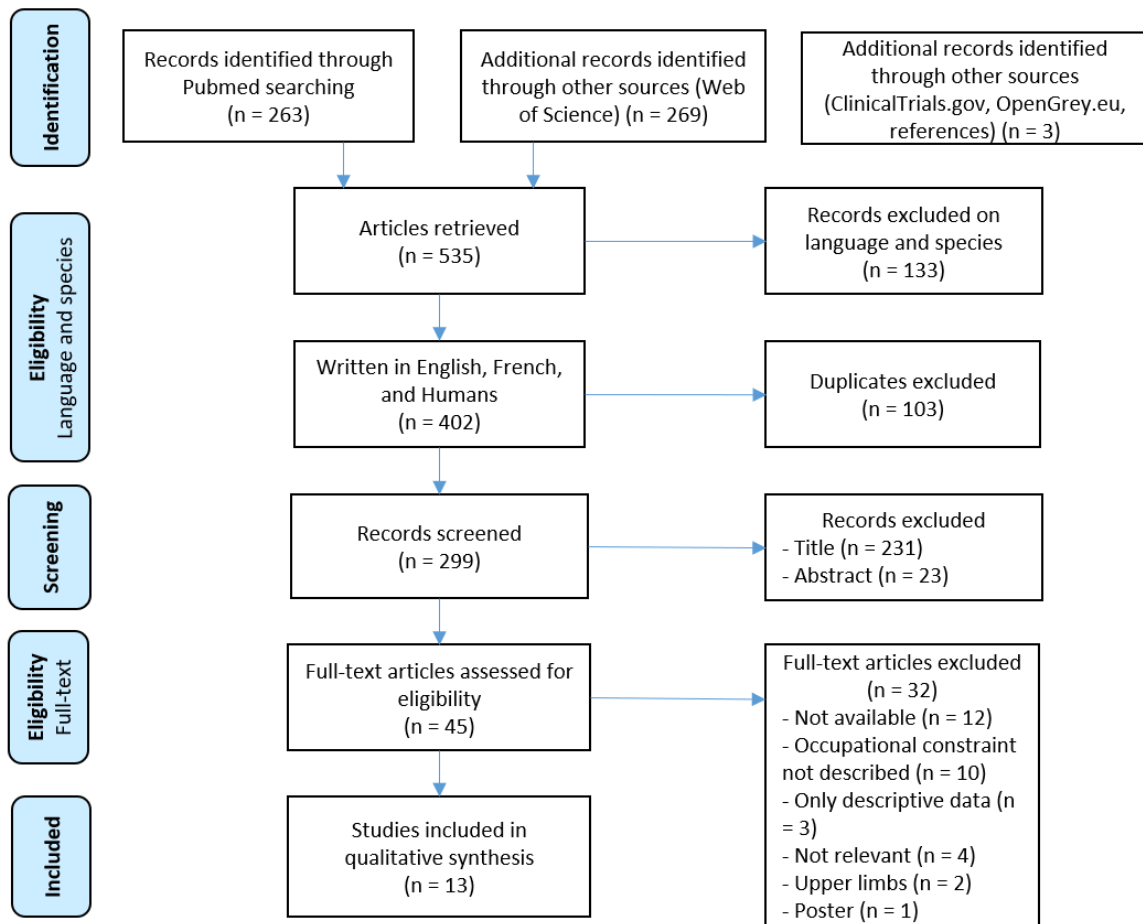 Identification
Records identified through
Pubmed searching
(n = 263)
Additional records identified
through other sources (Web
of Science) (n = 269)
Additional records identified
through other sources
(ClinicalTrials.gov, OpenGrey.eu,
references) (n = 3)
Eligibility
Language and species
Articles retrieved
(n = 535)
Records excluded on
language and species
(n = 133)
Written in English, French,
and Humans
(n = 402)
Duplicates excluded
(n = 103)
Screening
Records screened
(n = 299)
Records excluded
- Title (n = 231)
- Abstract (n = 23)
Eligibility
Full-text
Full-text articles assessed for
eligibility
(n = 45)
Full-text articles excluded
(n = 32)
- Not available (n = 12)
- Occupational constraint
not described (n = 10)
- Only descriptive data (n
= 3)
- Not relevant (n = 4)
- Upper limbs (n = 2)
- Poster (n = 1)
Included
Studies included in
qualitative synthesis
(n = 13)